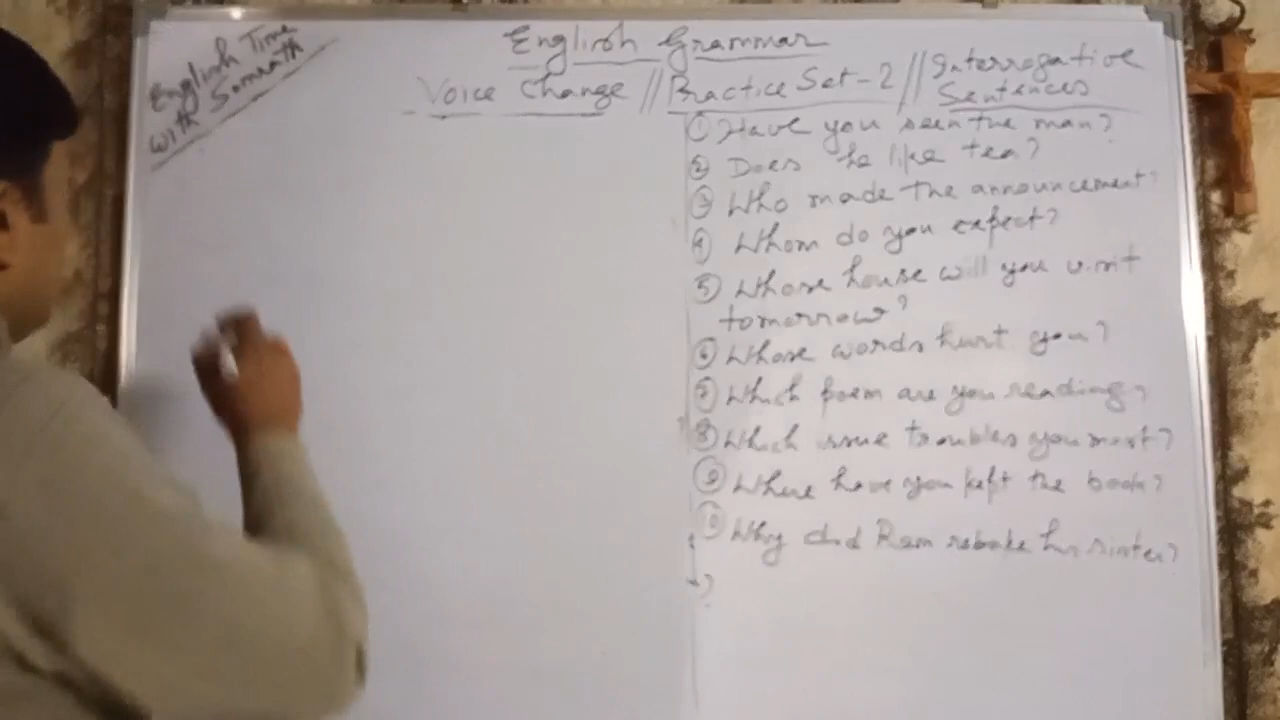 English Time
with Somnath
English Grammar
Voice Change // Practice Set-2 // Interrogative
Sentences
① Have you seen the man?
② Does he like tea?
③ Who made the announcement?
④ Whom do you expect?
⑤ Whose house will you visit
tomorrow?
⑥ Whose words hurt you?
⑦ Which poem are you reading?
⑧ Which issue troubles you most?
⑨ Where have you kept the book?
⑩ Why did Ram rebuke his sister?
?